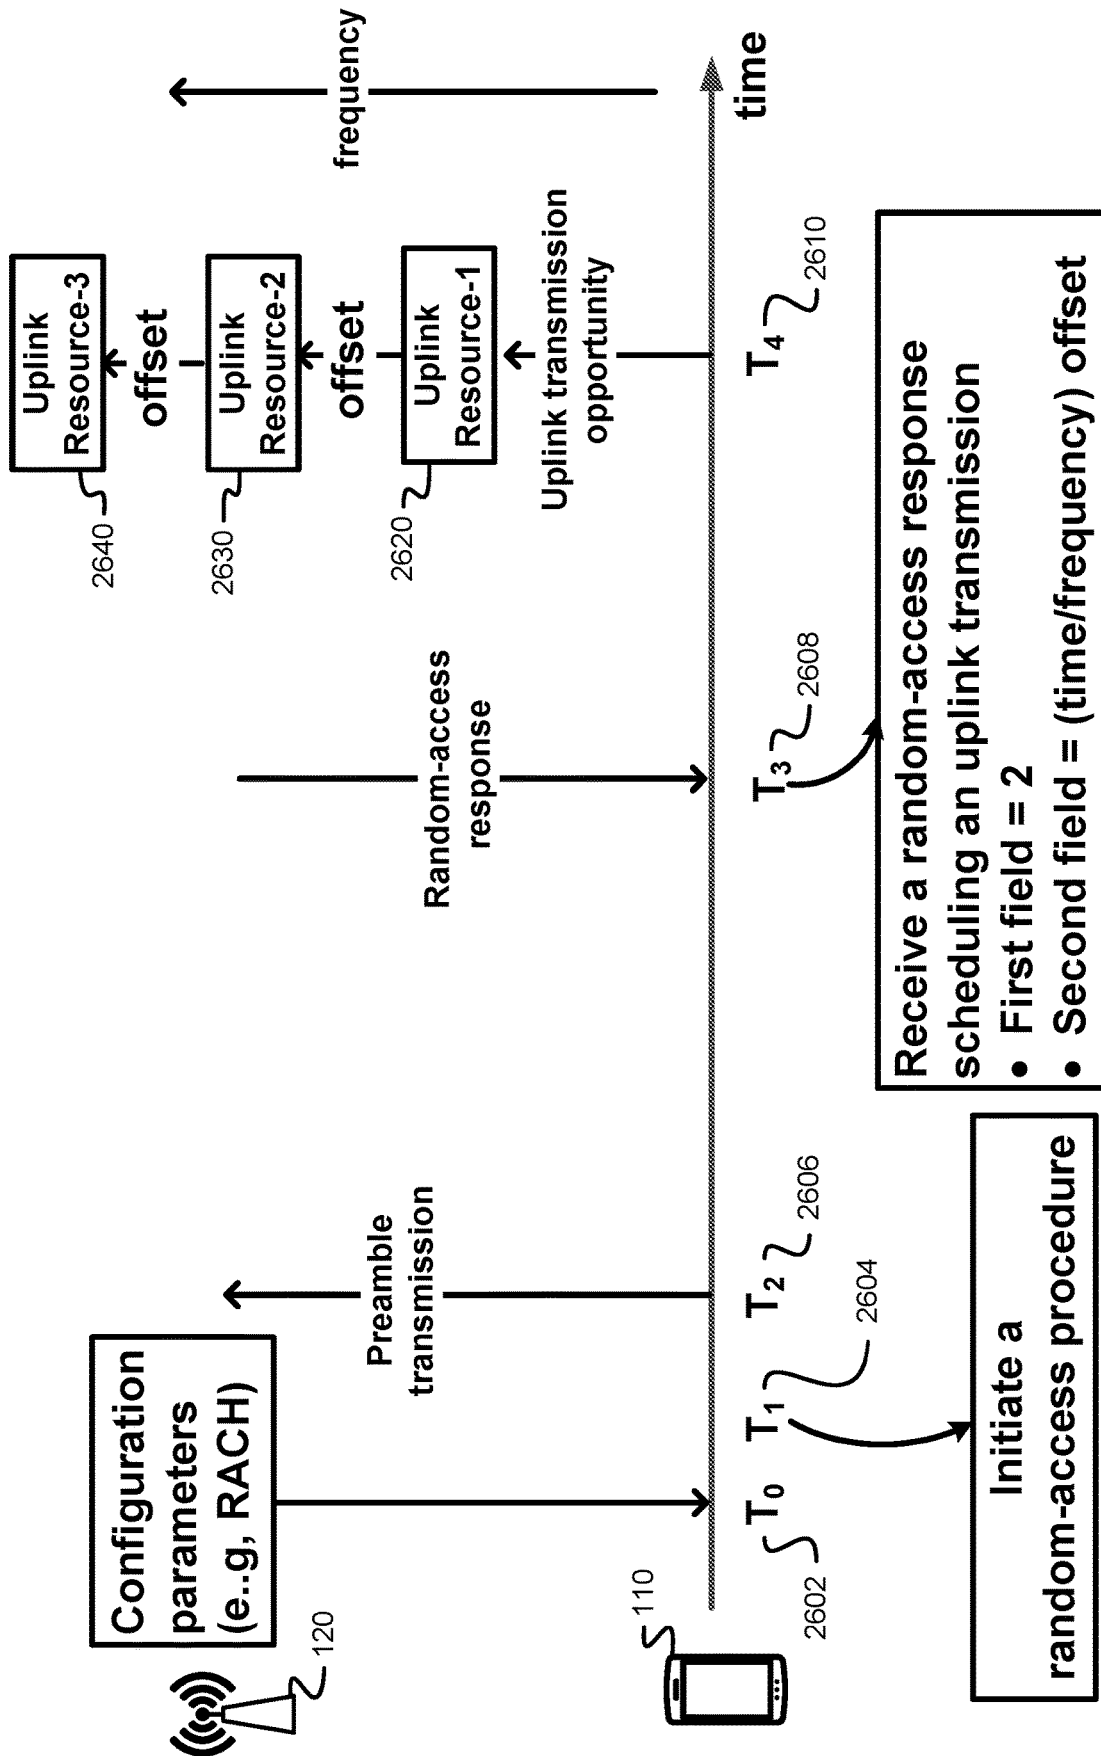 Configuration
parameters
(e..g, RACH)
120
110
Preamble
transmission
Random-access
response
Uplink
Resource-3
offset
Uplink
Resource-2
offset
Uplink
Resource-1
2640
2630
2620
Uplink transmission
opportunity
frequency
time
T0
2602
T1
2604
T2
2606
T3
2608
T4
2610
Initiate a
random-access procedure
Receive a random-access response
scheduling an uplink transmission
• First field = 2
• Second field = (time/frequency) offset